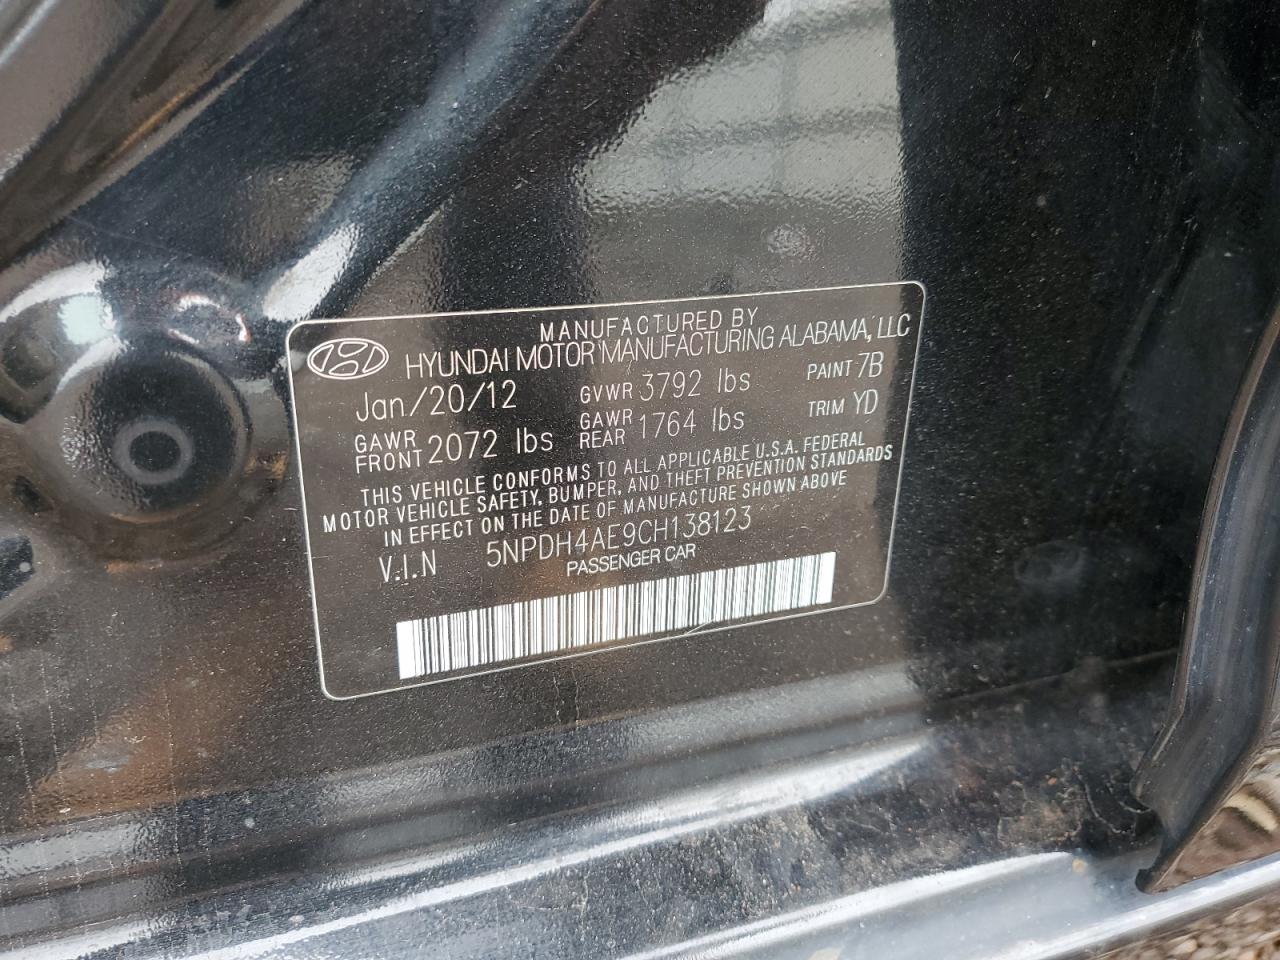 MANUFACTURED BY
HYUNDAI MOTOR MANUFACTURING ALABAMA, LLC
Jan/20/12 GVWR 3792 lbs PAINT 7B
GAWR FRONT 2072 lbs GAWR REAR 1764 lbs TRIM YD
THIS VEHICLE CONFORMS TO ALL APPLICABLE U.S.A. FEDERAL
MOTOR VEHICLE SAFETY, BUMPER, AND THEFT PREVENTION STANDARDS
IN EFFECT ON THE DATE OF MANUFACTURE SHOWN ABOVE
V.I.N 5NPDH4AE9CH138123
PASSENGER CAR